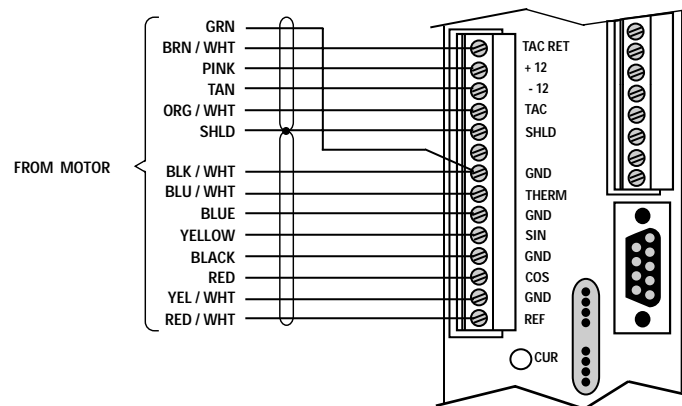 GRN
BRN / WHT TAC RET
PINK + 12
TAN - 12
ORG / WHT TAC
SHLD SHLD
FROM MOTOR
BLK / WHT GND
BLU / WHT THERM
BLUE GND
YELLOW SIN
BLACK GND
RED COS
YEL / WHT GND
RED / WHT REF
CUR